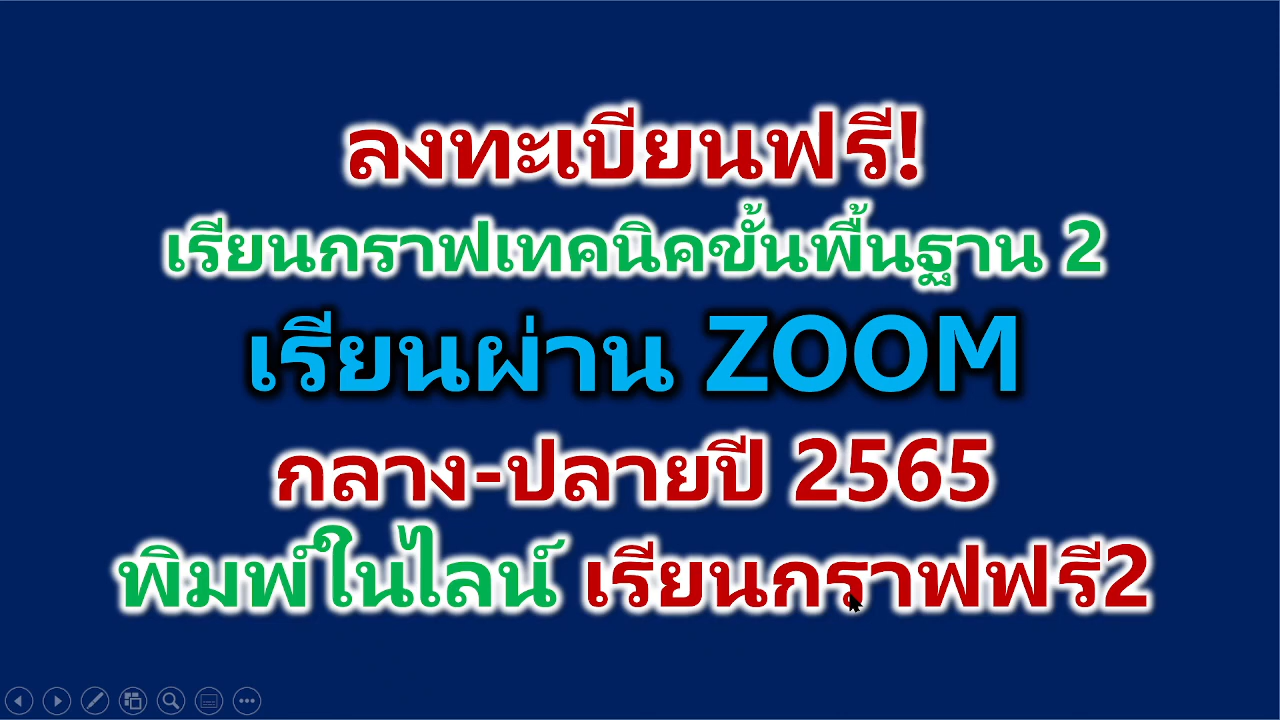 ลงทะเบียนฟรี!
เรียนกราฟเทคนิคขั้นพื้นฐาน 2
เรียนผ่าน ZOOM
กลาง-ปลายปี 2565
พิมพ์ในไลน์ เรียนกราฟฟรี2